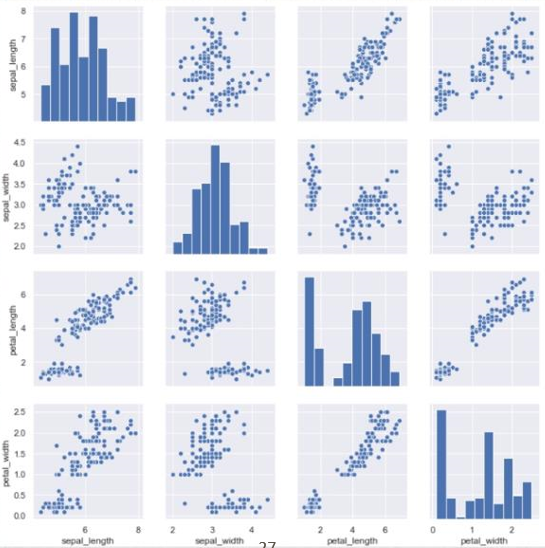 8
7
6
5
sepal_length
4.5
4.0
3.5
3.0
2.5
2.0
sepal_width
6
4
2
petal_length
2.5
2.0
1.5
1.0
0.5
0.0
petal_width
6 8
sepal_length
2 3 4
sepal_width
2 4 6
petal_length
0 1 2
petal_width
27